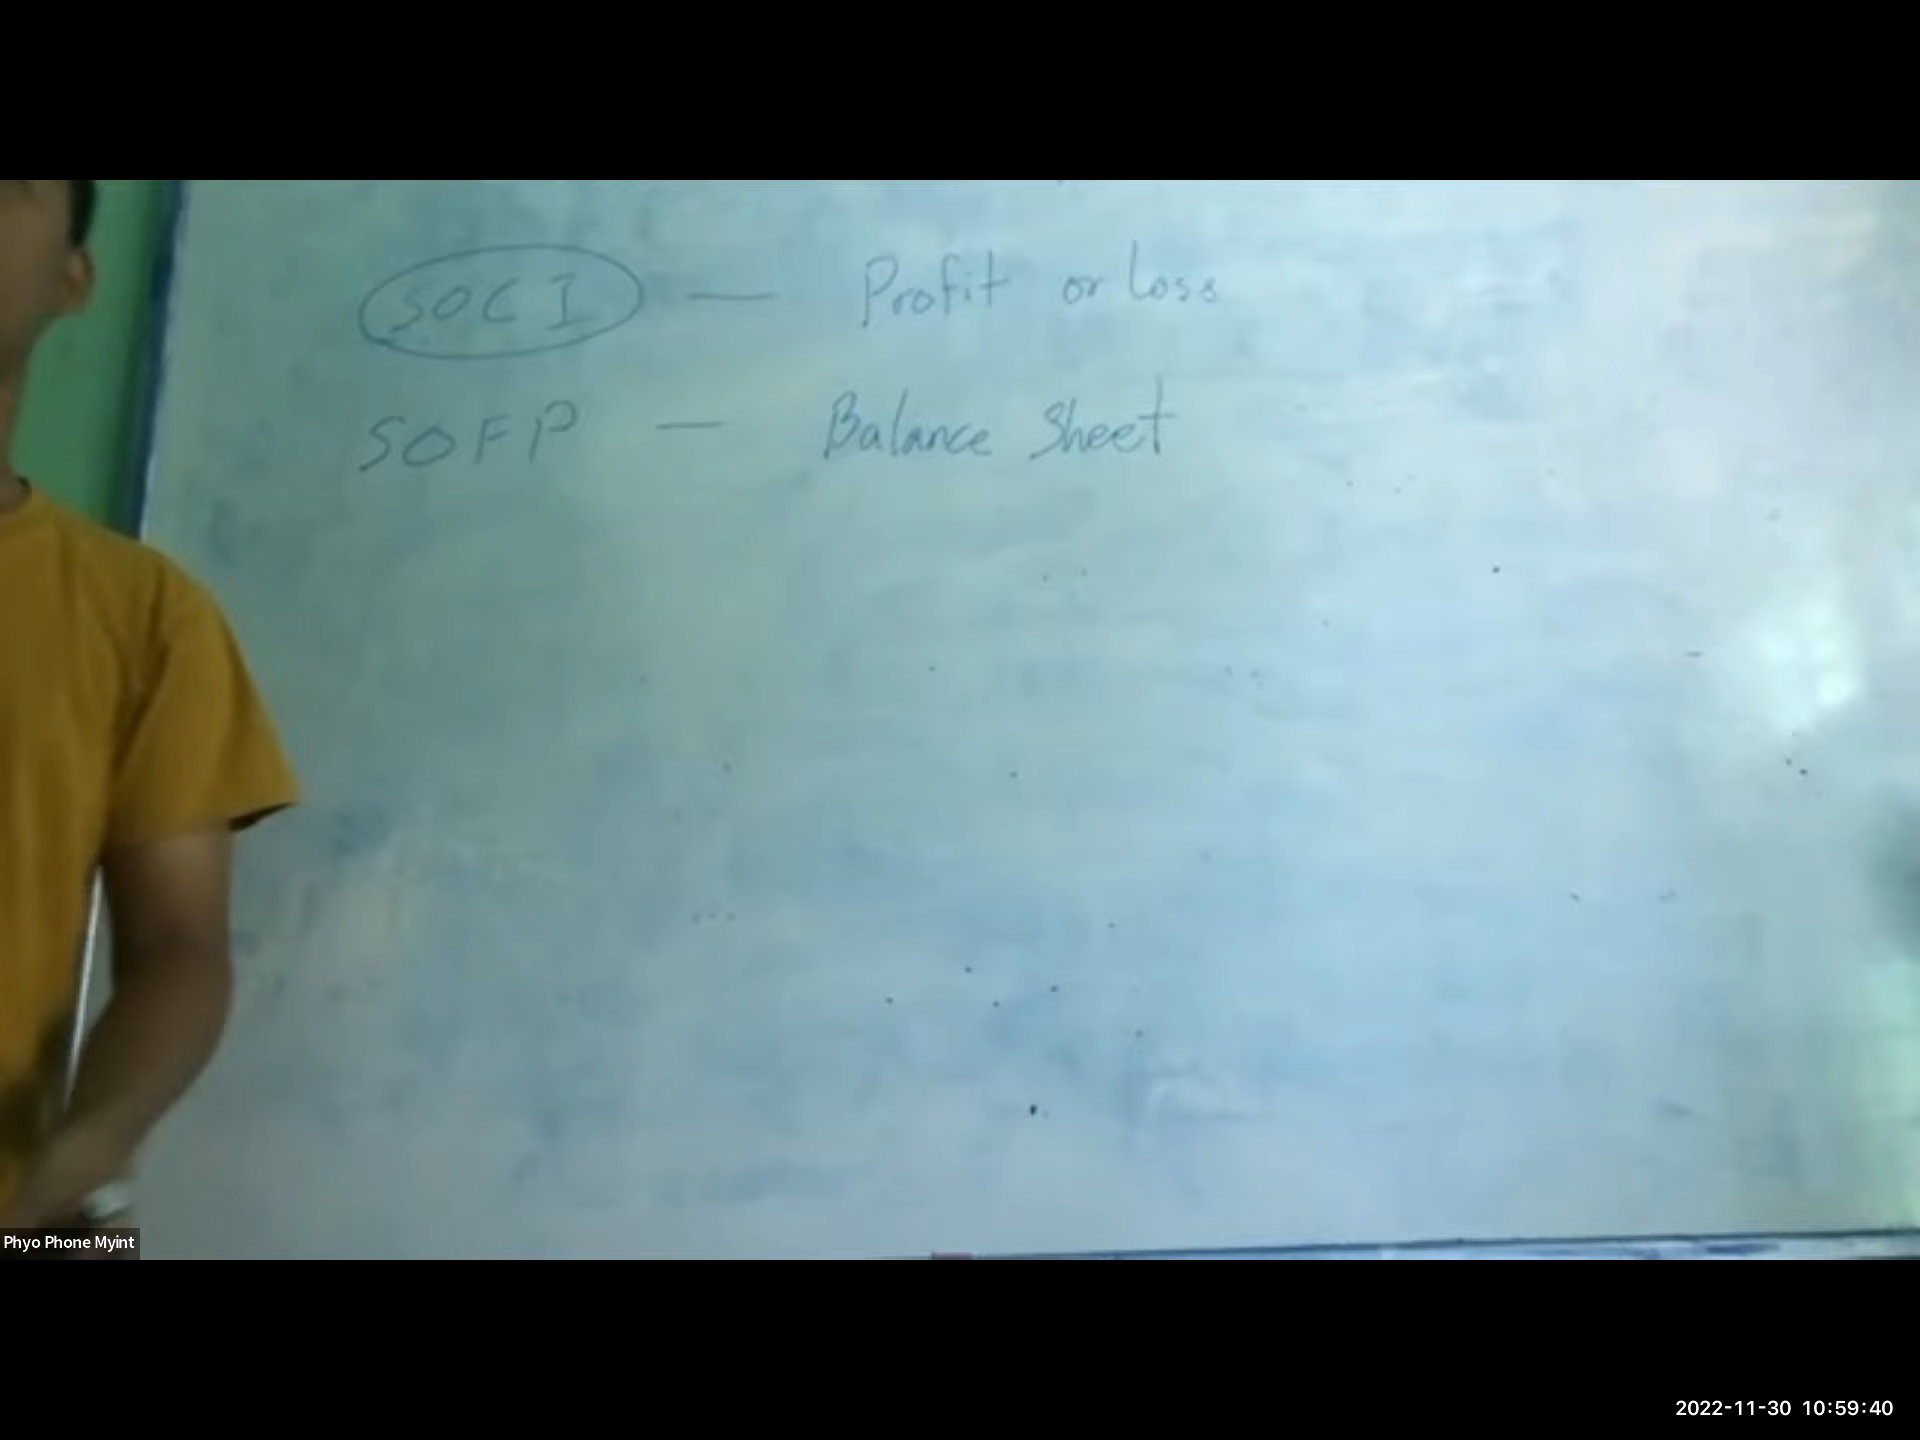 SOCI — Profit or loss
SOFP — Balance Sheet
Phyo Phone Myint
2022-11-30 10:59:40